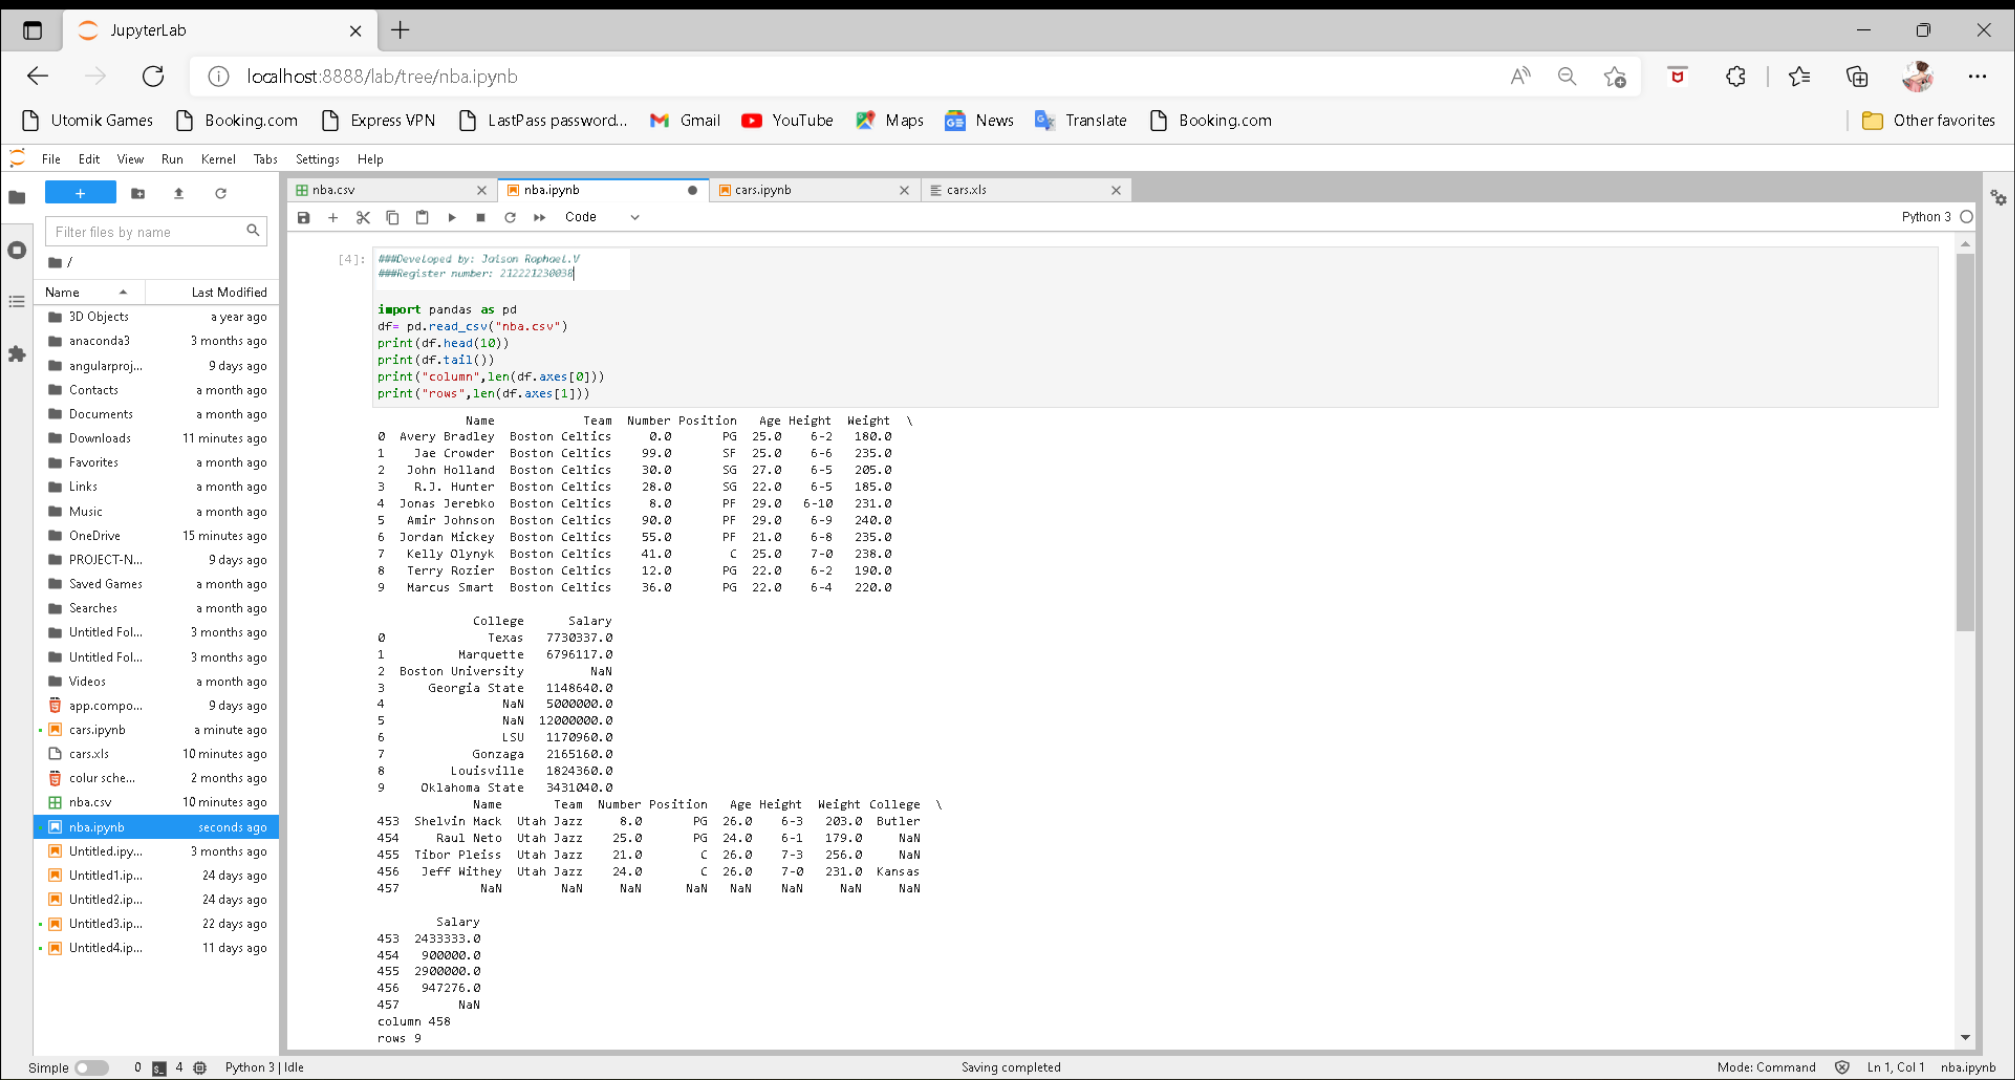 JupyterLab
localhost:8888/lab/tree/nba.ipynb
Utomik Games Booking.com Express VPN LastPass password... Gmail YouTube Maps News Translate Booking.com Other favorites
File Edit View Run Kernel Tabs Settings Help
nba.csv nba.ipynb cars.ipynb cars.xls
Code Python 3
Filter files by name
/
Name Last Modified
3D Objects a year ago
anaconda3 3 months ago
angularproj... 9 days ago
Contacts a month ago
Documents a month ago
Downloads 11 minutes ago
Favorites a month ago
Links a month ago
Music a month ago
OneDrive 15 minutes ago
PROJECT-N... 9 days ago
Saved Games a month ago
Searches a month ago
Untitled Fol... 3 months ago
Untitled Fol... 3 months ago
Videos a month ago
app.compo... 9 days ago
cars.ipynb a minute ago
cars.xls 10 minutes ago
colur sche... 2 months ago
nba.csv 10 minutes ago
nba.ipynb seconds ago
Untitled.ipy... 3 months ago
Untitled1.ip... 24 days ago
Untitled2.ip... 24 days ago
Untitled3.ip... 22 days ago
Untitled4.ip... 11 days ago
[4]: ###Developed by: Jaison Raphael.V
###Register number: 212221230038
import pandas as pd
df= pd.read_csv("nba.csv")
print(df.head(10))
print(df.tail())
print("column",len(df.axes[0]))
print("rows",len(df.axes[1]))
Name Team Number Position Age Height Weight \
0 Avery Bradley Boston Celtics 0.0 PG 25.0 6-2 180.0
1 Jae Crowder Boston Celtics 99.0 SF 25.0 6-6 235.0
2 John Holland Boston Celtics 30.0 SG 27.0 6-5 205.0
3 R.J. Hunter Boston Celtics 28.0 SG 22.0 6-5 185.0
4 Jonas Jerebko Boston Celtics 8.0 PF 29.0 6-10 231.0
5 Amir Johnson Boston Celtics 90.0 PF 29.0 6-9 240.0
6 Jordan Mickey Boston Celtics 55.0 PF 21.0 6-8 235.0
7 Kelly Olynyk Boston Celtics 41.0 C 25.0 7-0 238.0
8 Terry Rozier Boston Celtics 12.0 PG 22.0 6-2 190.0
9 Marcus Smart Boston Celtics 36.0 PG 22.0 6-4 220.0
College Salary
0 Texas 7730337.0
1 Marquette 6796117.0
2 Boston University NaN
3 Georgia State 1148640.0
4 NaN 5000000.0
5 NaN 12000000.0
6 LSU 1170960.0
7 Gonzaga 2165160.0
8 Louisville 1824360.0
9 Oklahoma State 3431040.0
Name Team Number Position Age Height Weight College \
453 Shelvin Mack Utah Jazz 8.0 PG 26.0 6-3 203.0 Butler
454 Raul Neto Utah Jazz 25.0 PG 24.0 6-1 179.0 NaN
455 Tibor Pleiss Utah Jazz 21.0 C 26.0 7-3 256.0 NaN
456 Jeff Withey Utah Jazz 24.0 C 26.0 7-0 231.0 Kansas
457 NaN NaN NaN NaN NaN NaN NaN NaN
Salary
453 2433333.0
454 900000.0
455 2900000.0
456 947276.0
457 NaN
column 458
rows 9
Simple 0 4 Python 3 | Idle Saving completed Mode: Command Ln 1, Col 1 nba.ipynb